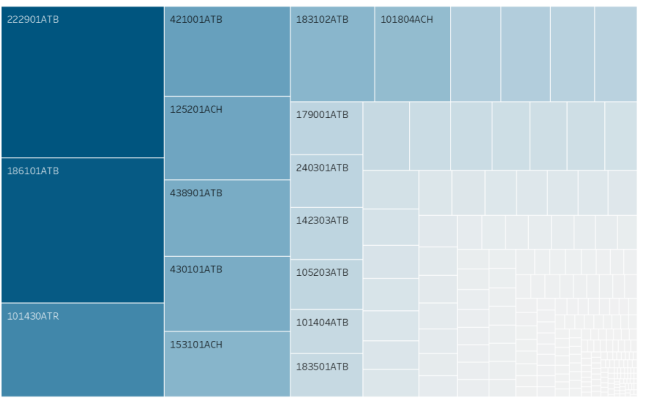 222901ATB
186101ATB
101430ATR
421001ATB
125201ACH
438901ATB
430101ATB
153101ACH
183102ATB
101804ACH
179001ATB
240301ATB
142303ATB
105203ATB
101404ATB
183501ATB